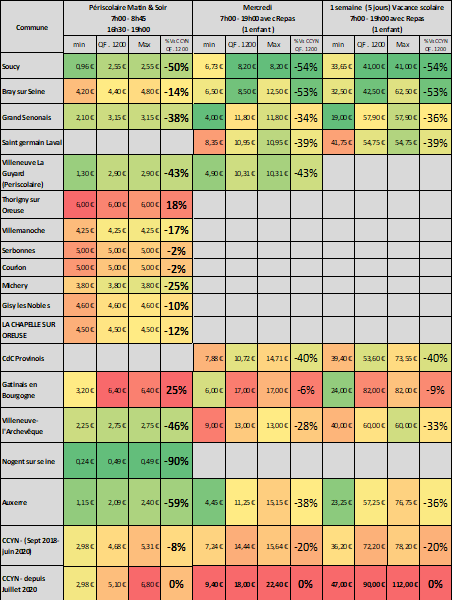 Commune
Périscolaire Matin & Soir
7h00 - 8h45
16h30 - 19h00
Mercredi
7h00 - 19h00 avec Repas
(1 enfant)
1 semaine (5 jours) Vacance scolaire
7h00 - 19h00 avec Repas
(1 enfant)
min QF. 1200 Max % Vs CCYN QF. 1200 min QF. 1200 Max % Vs CCYN QF. 1200 min QF. 1200 Max % Vs CCYN QF. 1200
Soucy 0,96 € 2,55 € 2,55 € -50% 6,73 € 8,20 € 8,20 € -54% 33,65 € 41,00 € 41,00 € -54%
Bray sur Seine 4,20 € 4,40 € 4,80 € -14% 6,50 € 8,50 € 12,50 € -53% 32,50 € 42,50 € 62,50 € -53%
Grand Senonais 2,10 € 3,15 € 3,15 € -38% 4,00 € 11,80 € 11,80 € -34% 19,00 € 57,90 € 57,90 € -36%
Saint germain Laval 8,35 € 10,95 € 10,95 € -39% 41,75 € 54,75 € 54,75 € -39%
Villeneuve La
Guyard
(Periscolaire) 1,30 € 2,90 € 2,90 € -43% 4,90 € 10,31 € 10,31 € -43%
Thorigny sur
Oreuse 6,00 € 6,00 € 6,00 € 18%
Villemanoche 4,25 € 4,25 € 4,25 € -17%
Serbonnes 5,00 € 5,00 € 5,00 € -2%
Courlon 5,00 € 5,00 € 5,00 € -2%
Michery 3,80 € 3,80 € 3,80 € -25%
Gisy les Nobles 4,60 € 4,60 € 4,60 € -10%
LA CHAPELLE SUR
OREUSE 4,50 € 4,50 € 4,50 € -12%
CdC Provinois 7,88 € 10,72 € 14,71 € -40% 39,40 € 53,60 € 73,55 € -40%
Gatinais en
Bourgogne 3,20 € 6,40 € 6,40 € 25% 6,00 € 17,00 € 17,00 € -6% 24,00 € 82,00 € 82,00 € -9%
Villeneuve-
l'Archevêque 2,25 € 2,75 € 2,75 € -46% 9,00 € 13,00 € 13,00 € -28% 40,00 € 60,00 € 60,00 € -33%
Nogent sur seine 0,24 € 0,49 € 0,49 € -90%
Auxerre 1,15 € 2,09 € 2,40 € -59% 4,45 € 11,25 € 15,15 € -38% 23,25 € 57,25 € 76,75 € -36%
CCYN - (Sept 2018-
juin 2020) 2,98 € 4,68 € 5,31 € -8% 7,24 € 14,44 € 15,64 € -20% 36,20 € 72,20 € 78,20 € -20%
CCYN - depuis
Juillet 2020 2,98 € 5,10 € 6,80 € 0% 9,40 € 18,00 € 22,40 € 0% 47,00 € 90,00 € 112,00 € 0%